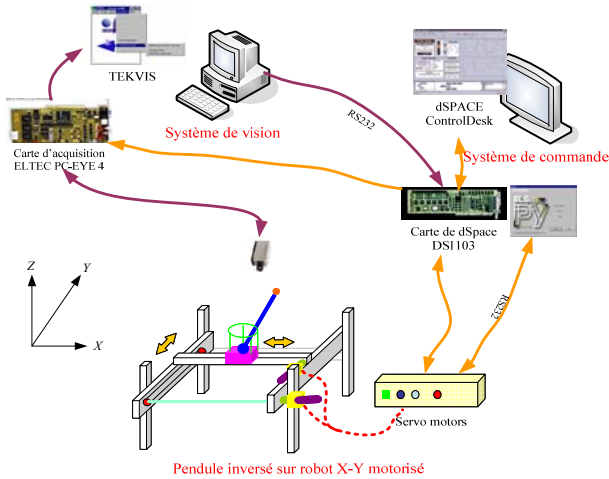 TEKVIS
Système de vision
Carte d'acquisition
ELTEC PC-EYE 4
RS232
dSPACE
ControlDesk
Système de commande
Carte de dSpace
DS1103
PY
RS232
Z
Y
X
Servo motors
Pendule inversé sur robot X-Y motorisé